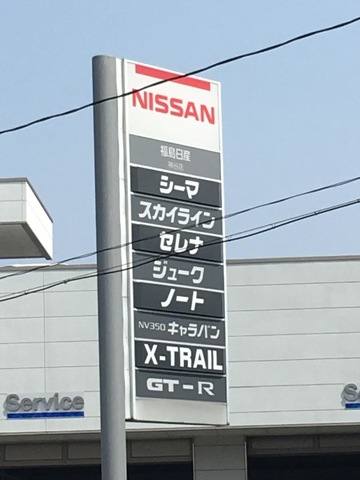 NISSAN
福島日産
シーマ
スカイライン
セレナ
ジューク
ノート
NV350 キャラバン
X-TRAIL
GT-R
Service